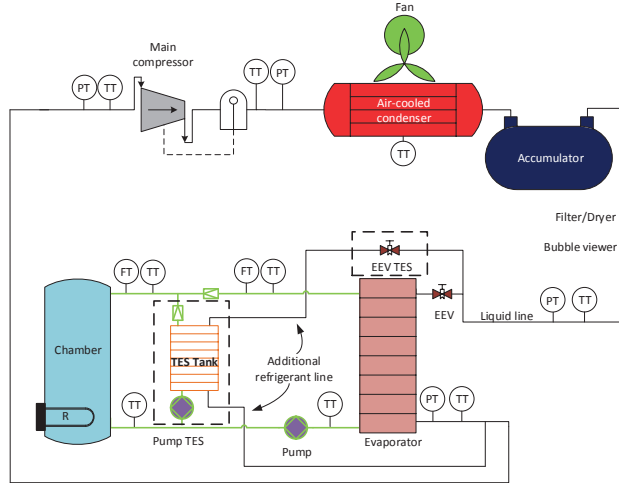 Fan
Main
compressor
PT
TT
TT
PT
Air-cooled
condenser
TT
Accumulator
Filter/Dryer
Bubble viewer
EEV TES
FT
TT
FT
TT
EEV
PT
TT
Liquid line
Chamber
TES Tank
Additional
refrigerant line
R
TT
TT
PT
TT
Pump TES
Pump
Evaporator